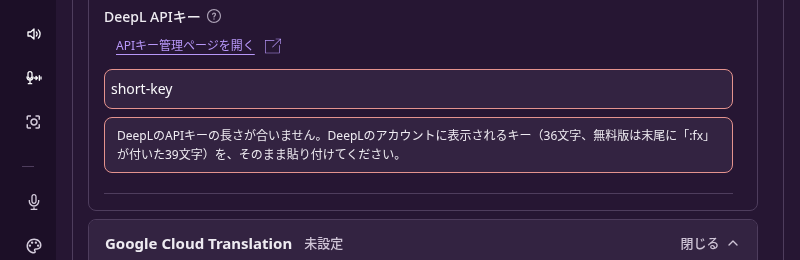 DeepL APIキー
APIキー管理ページを開く
short-key
DeepLのAPIキーの長さが合いません。DeepLのアカウントに表示されるキー（36文字、無料版は末尾に「:fx」
が付いた39文字）を、そのまま貼り付けてください。
Google Cloud Translation 未設定 閉じる